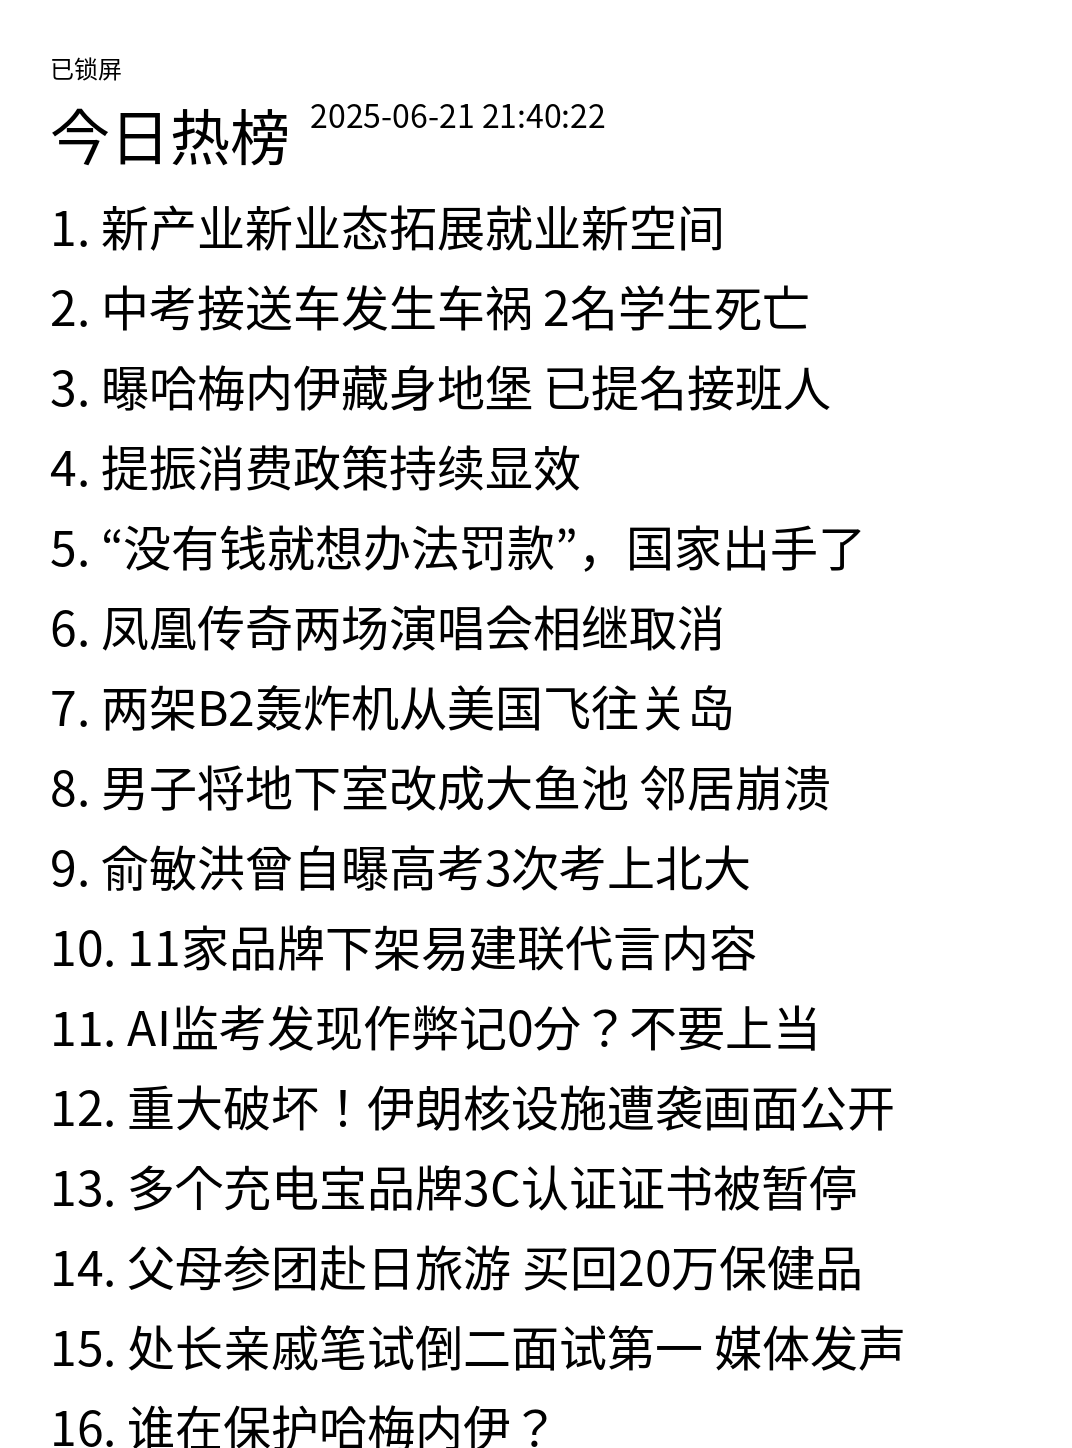 已锁屏
今日热榜 2025-06-21 21:40:22
1. 新产业新业态拓展就业新空间
2. 中考接送车发生车祸 2名学生死亡
3. 曝哈梅内伊藏身地堡 已提名接班人
4. 提振消费政策持续显效
5. “没有钱就想办法罚款”，国家出手了
6. 凤凰传奇两场演唱会相继取消
7. 两架B2轰炸机从美国飞往关岛
8. 男子将地下室改成大鱼池 邻居崩溃
9. 俞敏洪曾自曝高考3次考上北大
10. 11家品牌下架易建联代言内容
11. AI监考发现作弊记0分？不要上当
12. 重大破坏！伊朗核设施遭袭画面公开
13. 多个充电宝品牌3C认证证书被暂停
14. 父母参团赴日旅游 买回20万保健品
15. 处长亲戚笔试倒二面试第一 媒体发声
16. 谁在保护哈梅内伊？